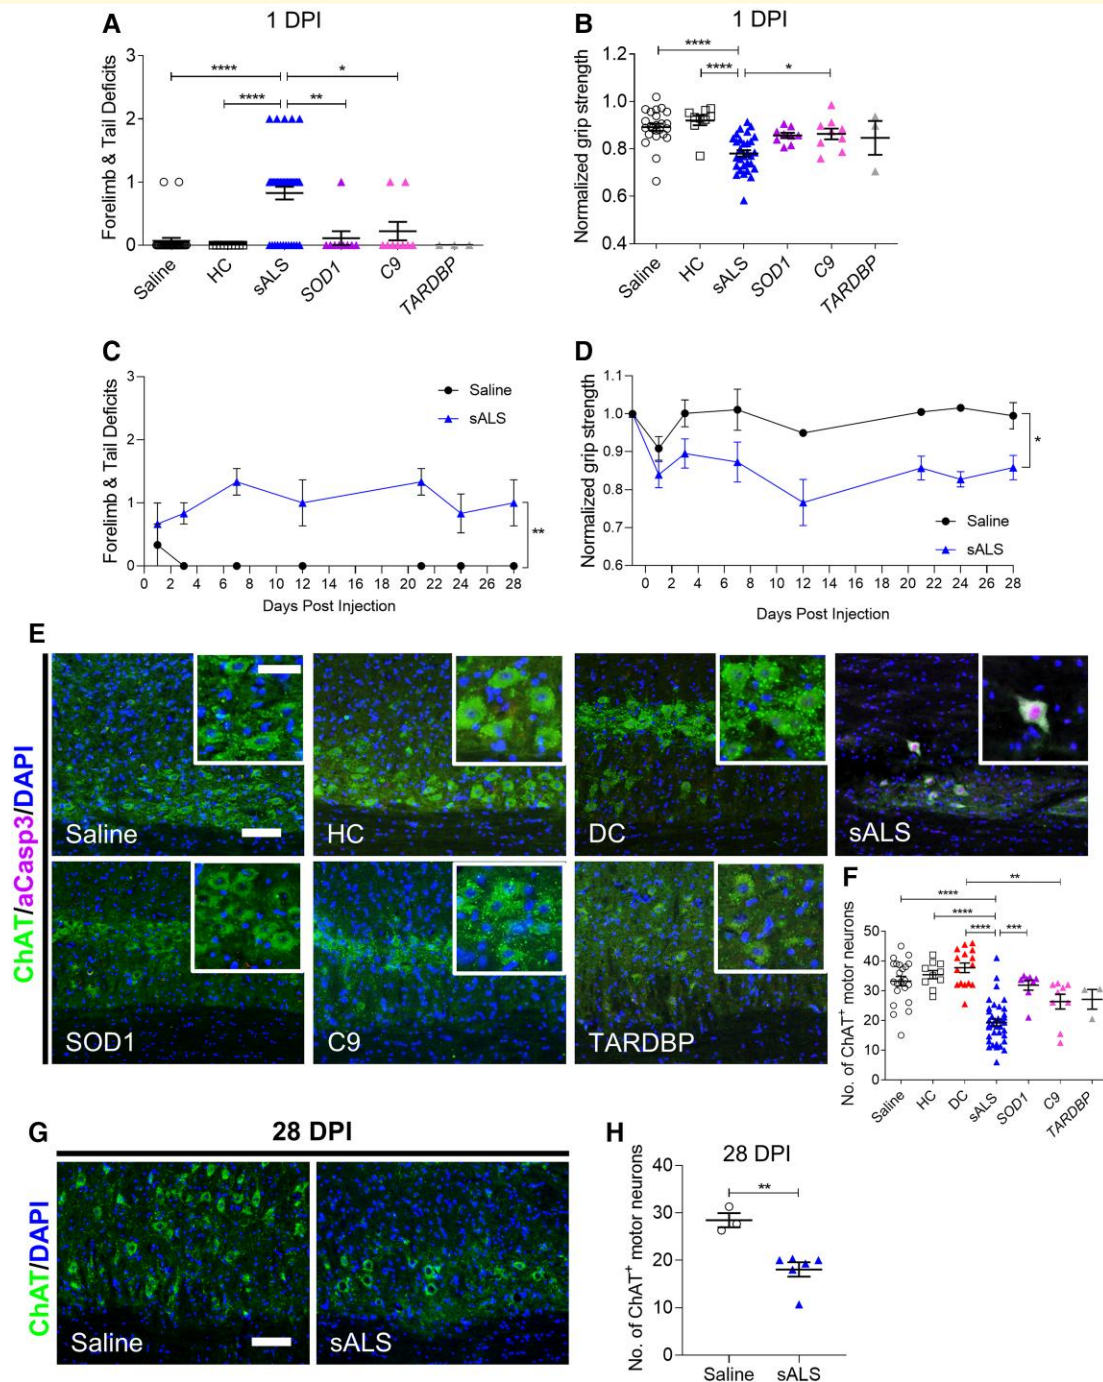 A
1 DPI
Forelimb & Tail Deficits
3
2
1
0
****
*
****
**
Saline
HC
sALS
SOD1
C9
TARDBP
B
1 DPI
Normalized grip strength
1.2
1.0
0.8
0.6
0.4
****
****
*
Saline
HC
sALS
SOD1
C9
TARDBP
C
Forelimb & Tail Deficits
3
2
1
0
Saline
sALS
**
0 2 4 6 8 10 12 14 16 18 20 22 24 26 28
Days Post Injection
D
Normalized grip strength
1.1
1.0
0.9
0.8
0.7
0.6
*
Saline
sALS
0 2 4 6 8 10 12 14 16 18 20 22 24 26 28
Days Post Injection
E
ChAT/aCasp3/DAPI
Saline
HC
DC
sALS
SOD1
C9
TARDBP
F
No. of ChAT+ motor neurons
50
40
30
20
10
0
**
****
****
****
***
Saline
HC
DC
sALS
SOD1
C9
TARDBP
G
28 DPI
ChAT/DAPI
Saline
sALS
H
28 DPI
No. of ChAT+ motor neurons
40
30
20
10
0
**
Saline
sALS